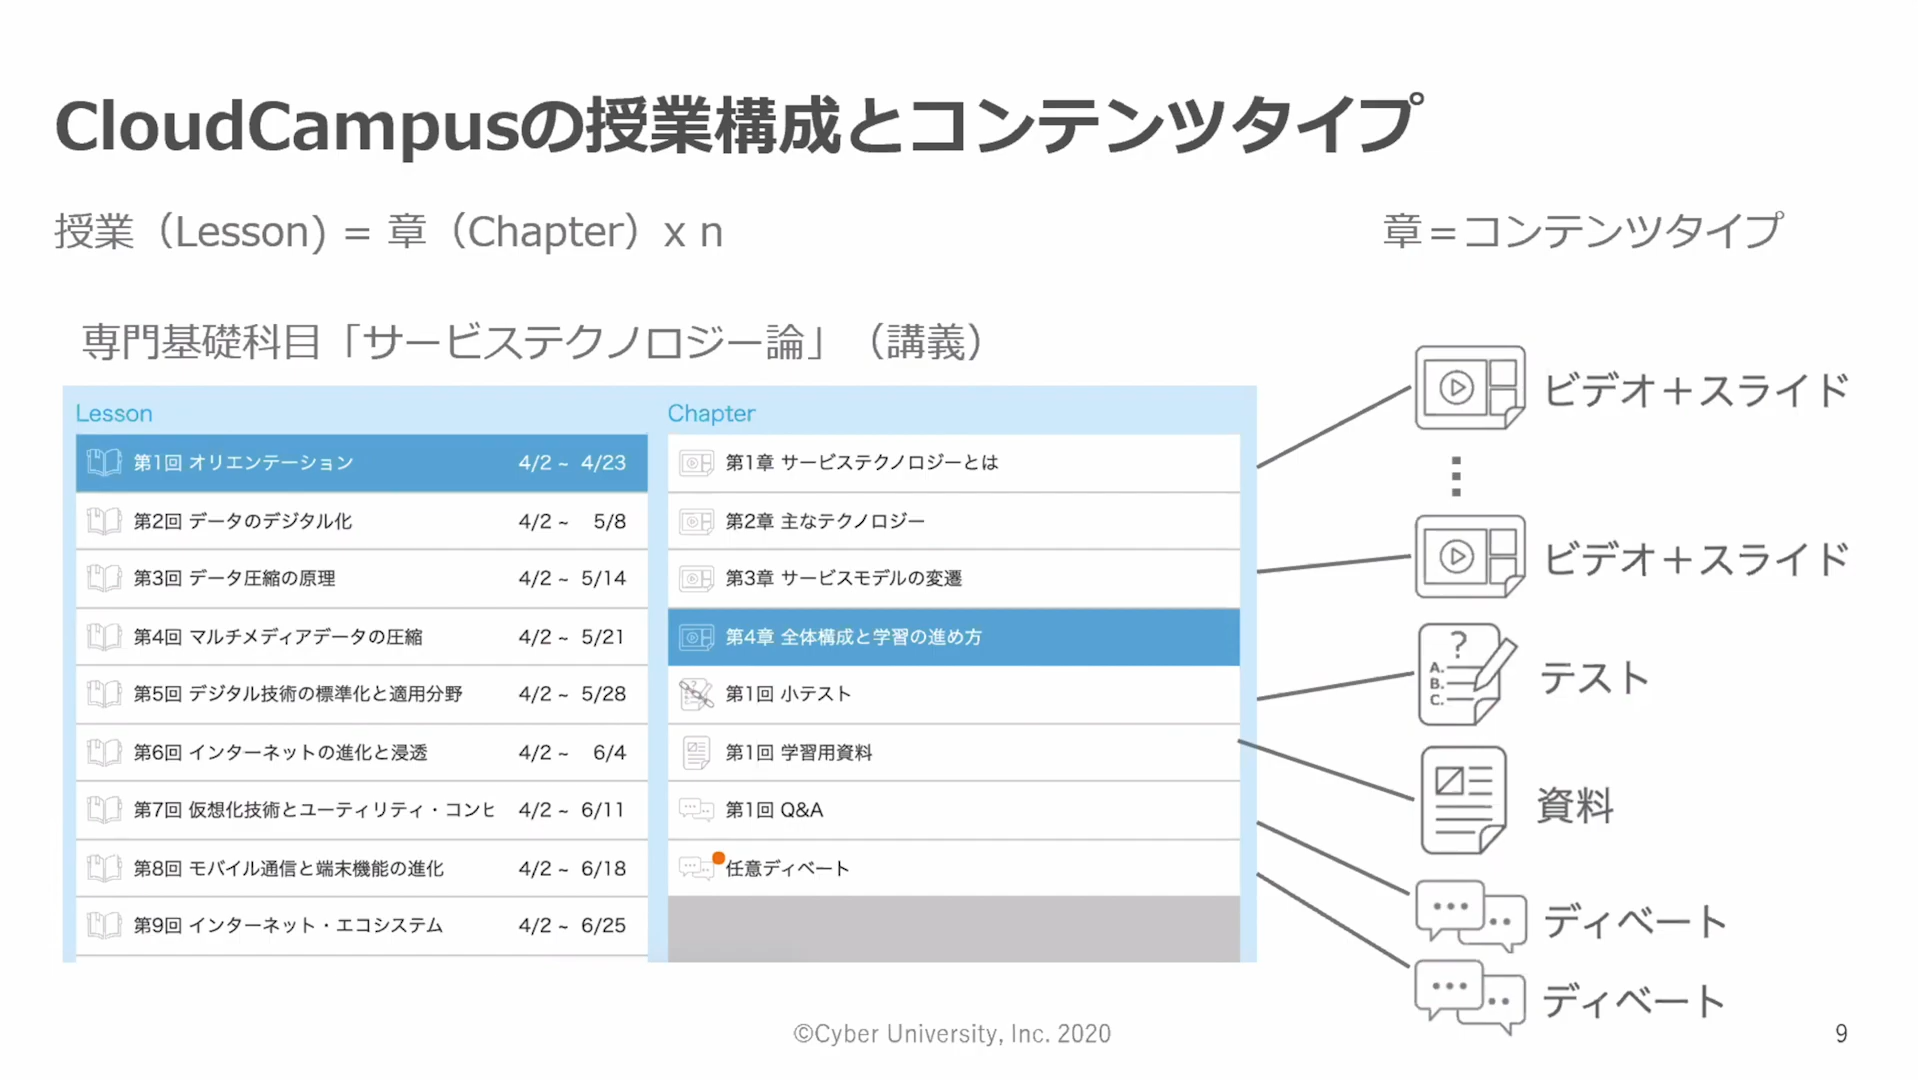 CloudCampusの授業構成とコンテンツタイプ
授業（Lesson) = 章（Chapter）x n
章＝コンテンツタイプ
専門基礎科目「サービステクノロジー論」（講義）
Lesson
第1回 オリエンテーション 4/2 ~ 4/23
第2回 データのデジタル化 4/2 ~ 5/8
第3回 データ圧縮の原理 4/2 ~ 5/14
第4回 マルチメディアデータの圧縮 4/2 ~ 5/21
第5回 デジタル技術の標準化と適用分野 4/2 ~ 5/28
第6回 インターネットの進化と浸透 4/2 ~ 6/4
第7回 仮想化技術とユーティリティ・コンピ 4/2 ~ 6/11
第8回 モバイル通信と端末機能の進化 4/2 ~ 6/18
第9回 インターネット・エコシステム 4/2 ~ 6/25
Chapter
第1章 サービステクノロジーとは
第2章 主なテクノロジー
第3章 サービスモデルの変遷
第4章 全体構成と学習の進め方
第1回 小テスト
第1回 学習用資料
第1回 Q&A
任意ディベート
ビデオ＋スライド
ビデオ＋スライド
?
A.
B.
C.
テスト
資料
ディベート
ディベート
©Cyber University, Inc. 2020
9